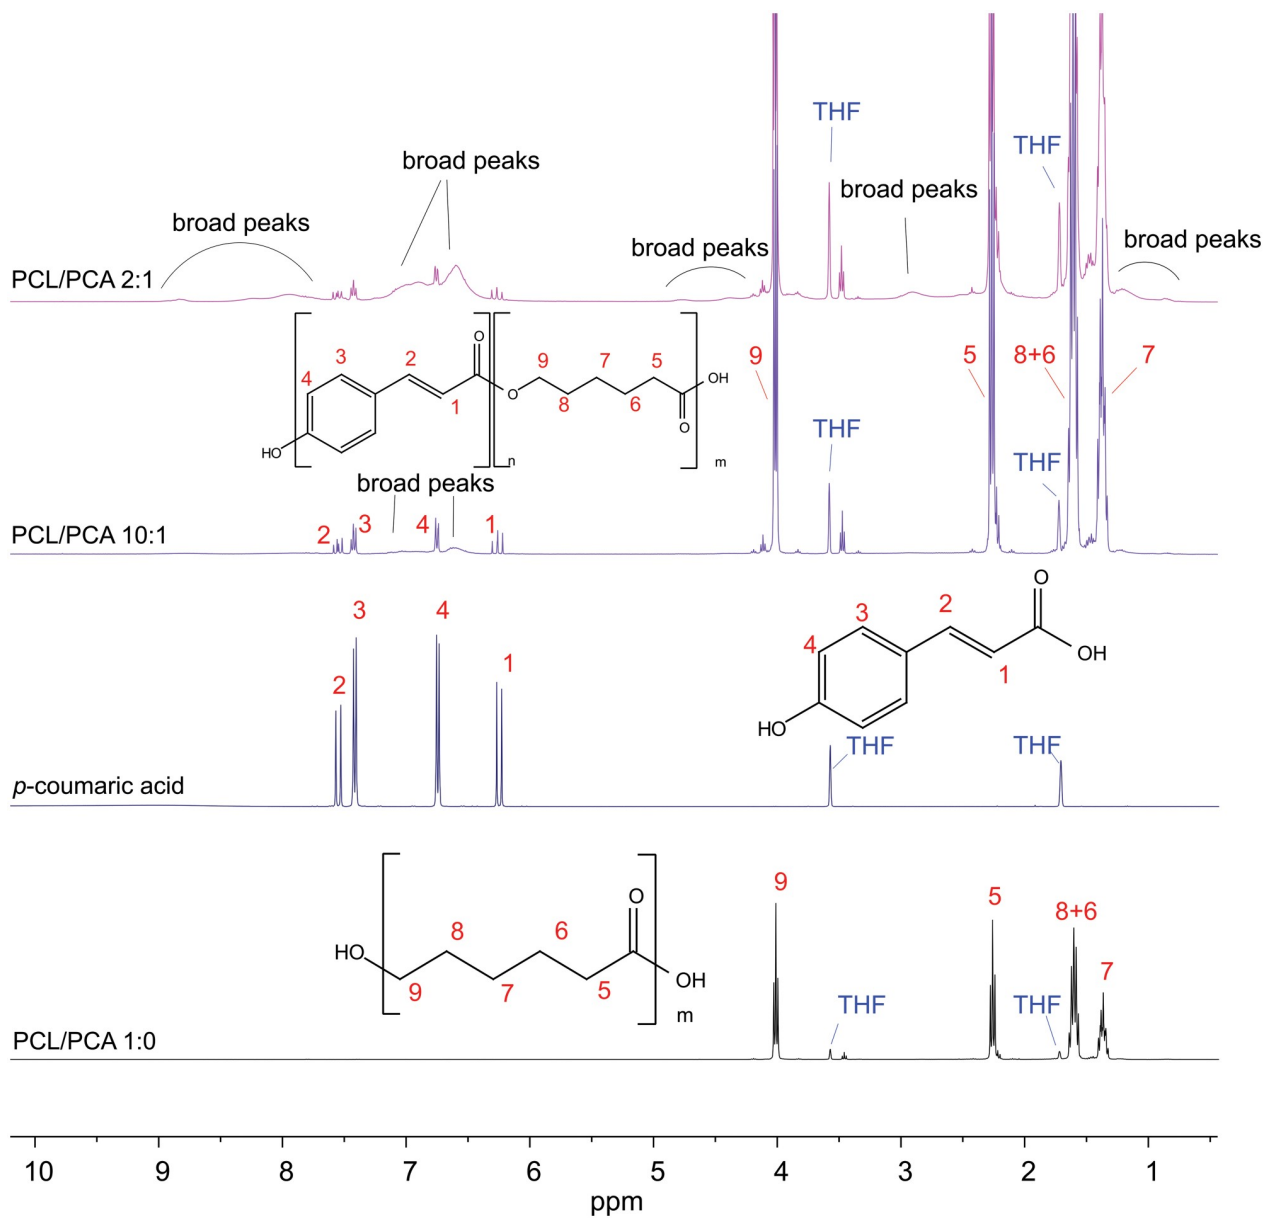 THF
THF
broad peaks
broad peaks
broad peaks
broad peaks
broad peaks
PCL/PCA 2:1
O
3
2
9
7
5
4
OH
1
O
8
6
O
HO
n
m
9
5
8+6
7
THF
THF
broad peaks
2
3
4
1
PCL/PCA 10:1
O
3
2
4
OH
1
HO
3
4
2
1
THF
THF
p-coumaric acid
O
8
6
HO
OH
9
7
5
m
9
5
8+6
7
THF
THF
PCL/PCA 1:0
10
9
8
7
6
5
4
3
2
1
ppm